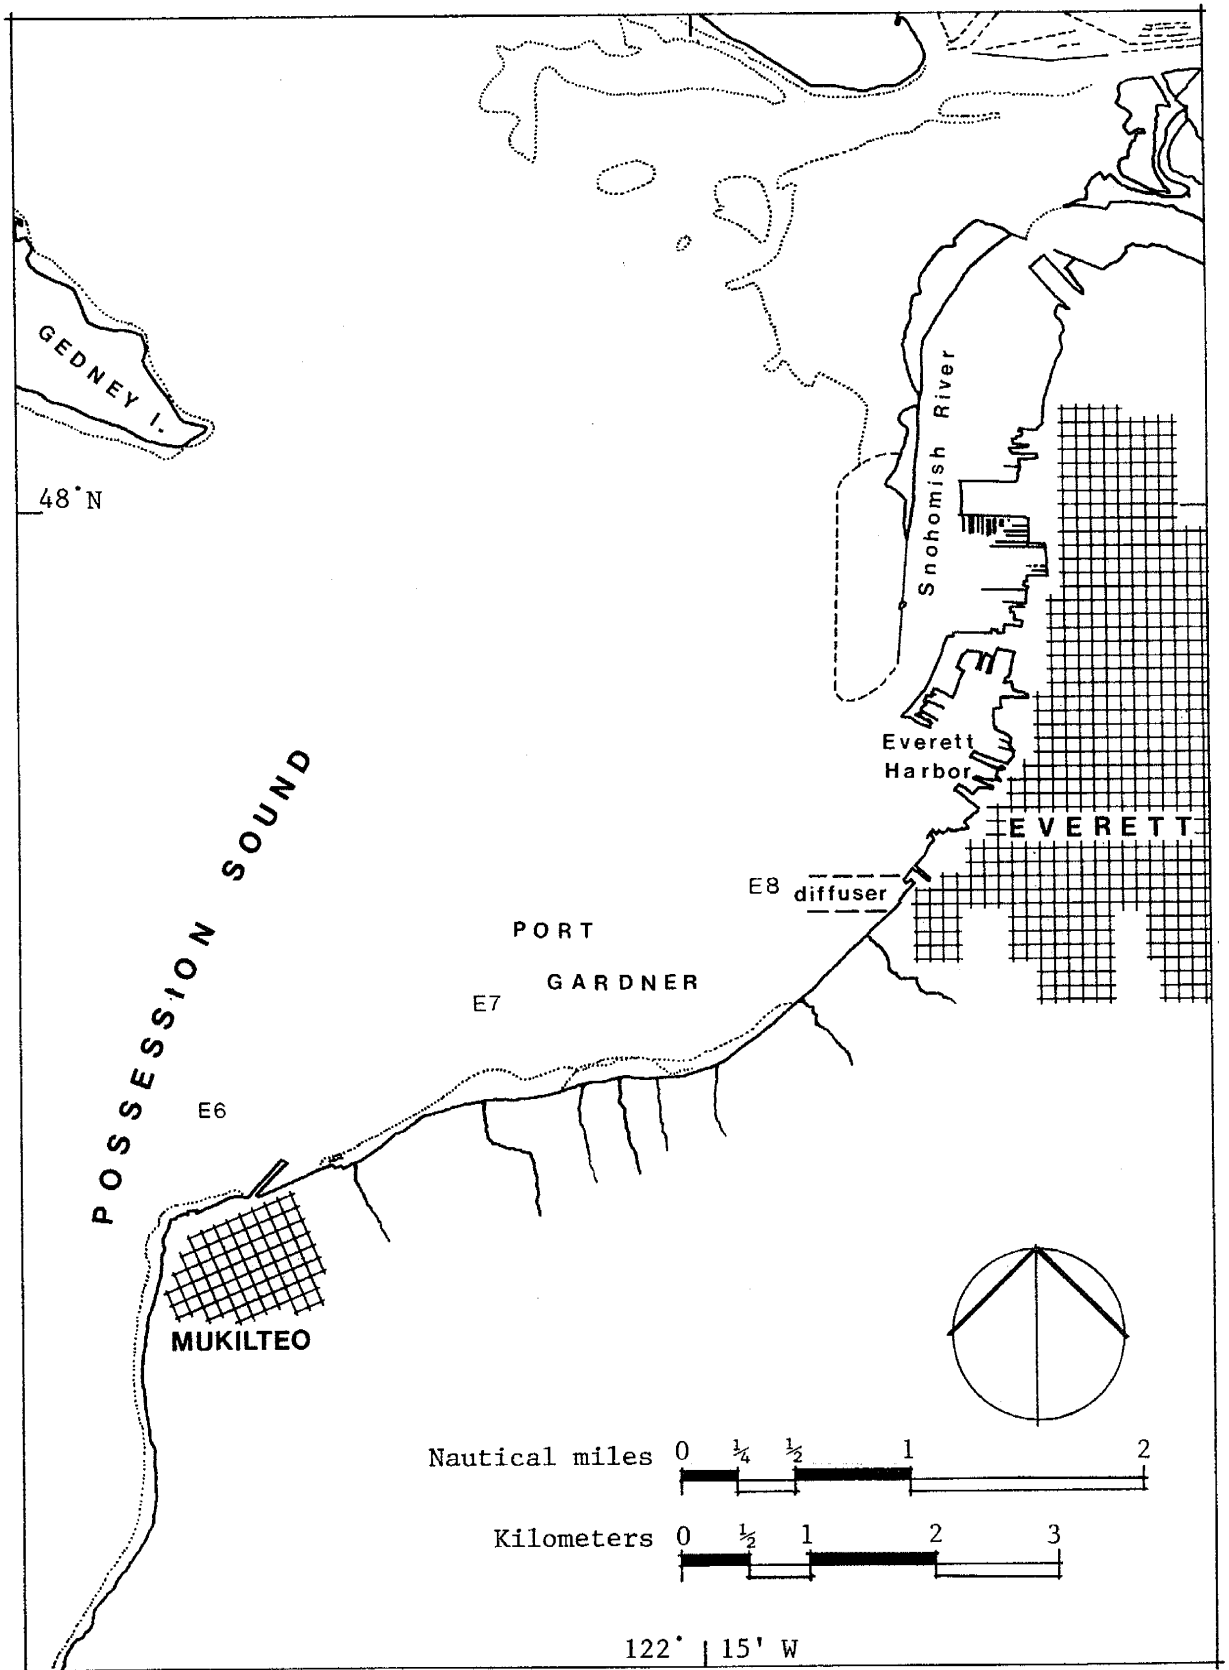 GEDNEY I.
48°N
Snohomish River
Everett
Harbor
EVERETT
POSSESSION SOUND
E8
diffuser
PORT
GARDNER
E7
E6
MUKILTEO
Nautical miles 0 ¼ ½ 1 2
Kilometers 0 ½ 1 2 3
122° 15' W